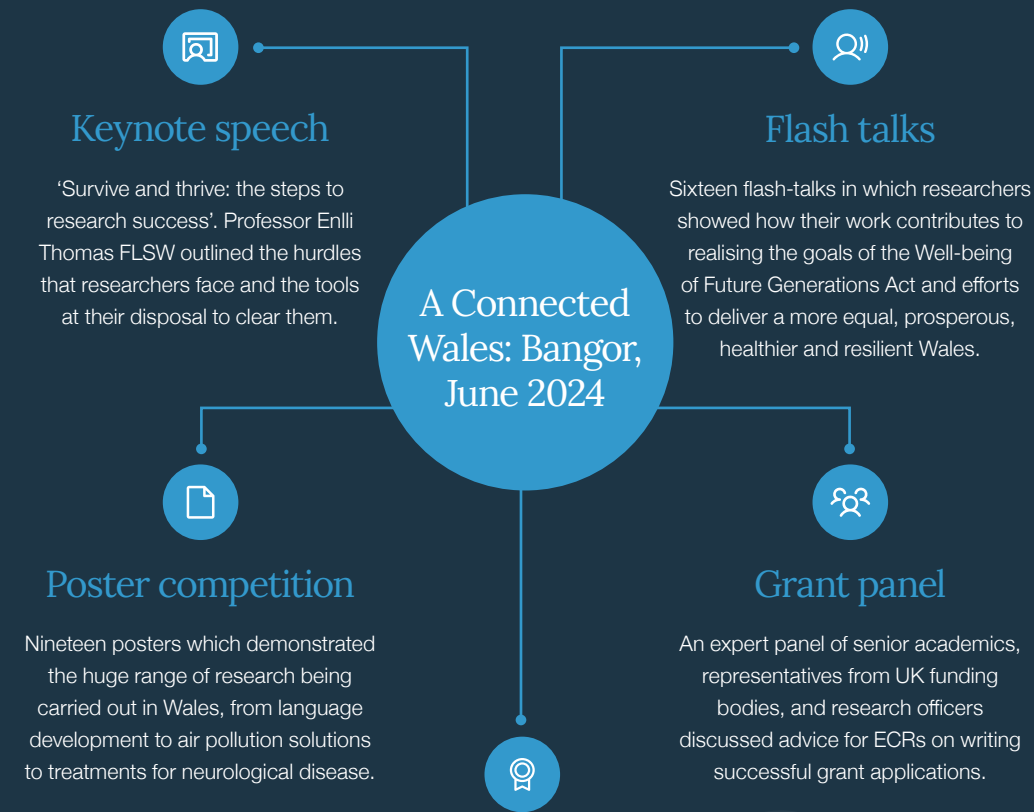 Keynote speech
‘Survive and thrive: the steps to
research success’. Professor Enlli
Thomas FLSW outlined the hurdles
that researchers face and the tools
at their disposal to clear them.
Flash talks
Sixteen flash-talks in which researchers
showed how their work contributes to
realising the goals of the Well-being
of Future Generations Act and efforts
to deliver a more equal, prosperous,
healthier and resilient Wales.
A Connected
Wales: Bangor,
June 2024
Poster competition
Nineteen posters which demonstrated
the huge range of research being
carried out in Wales, from language
development to air pollution solutions
to treatments for neurological disease.
Grant panel
An expert panel of senior academics,
representatives from UK funding
bodies, and research officers
discussed advice for ECRs on writing
successful grant applications.